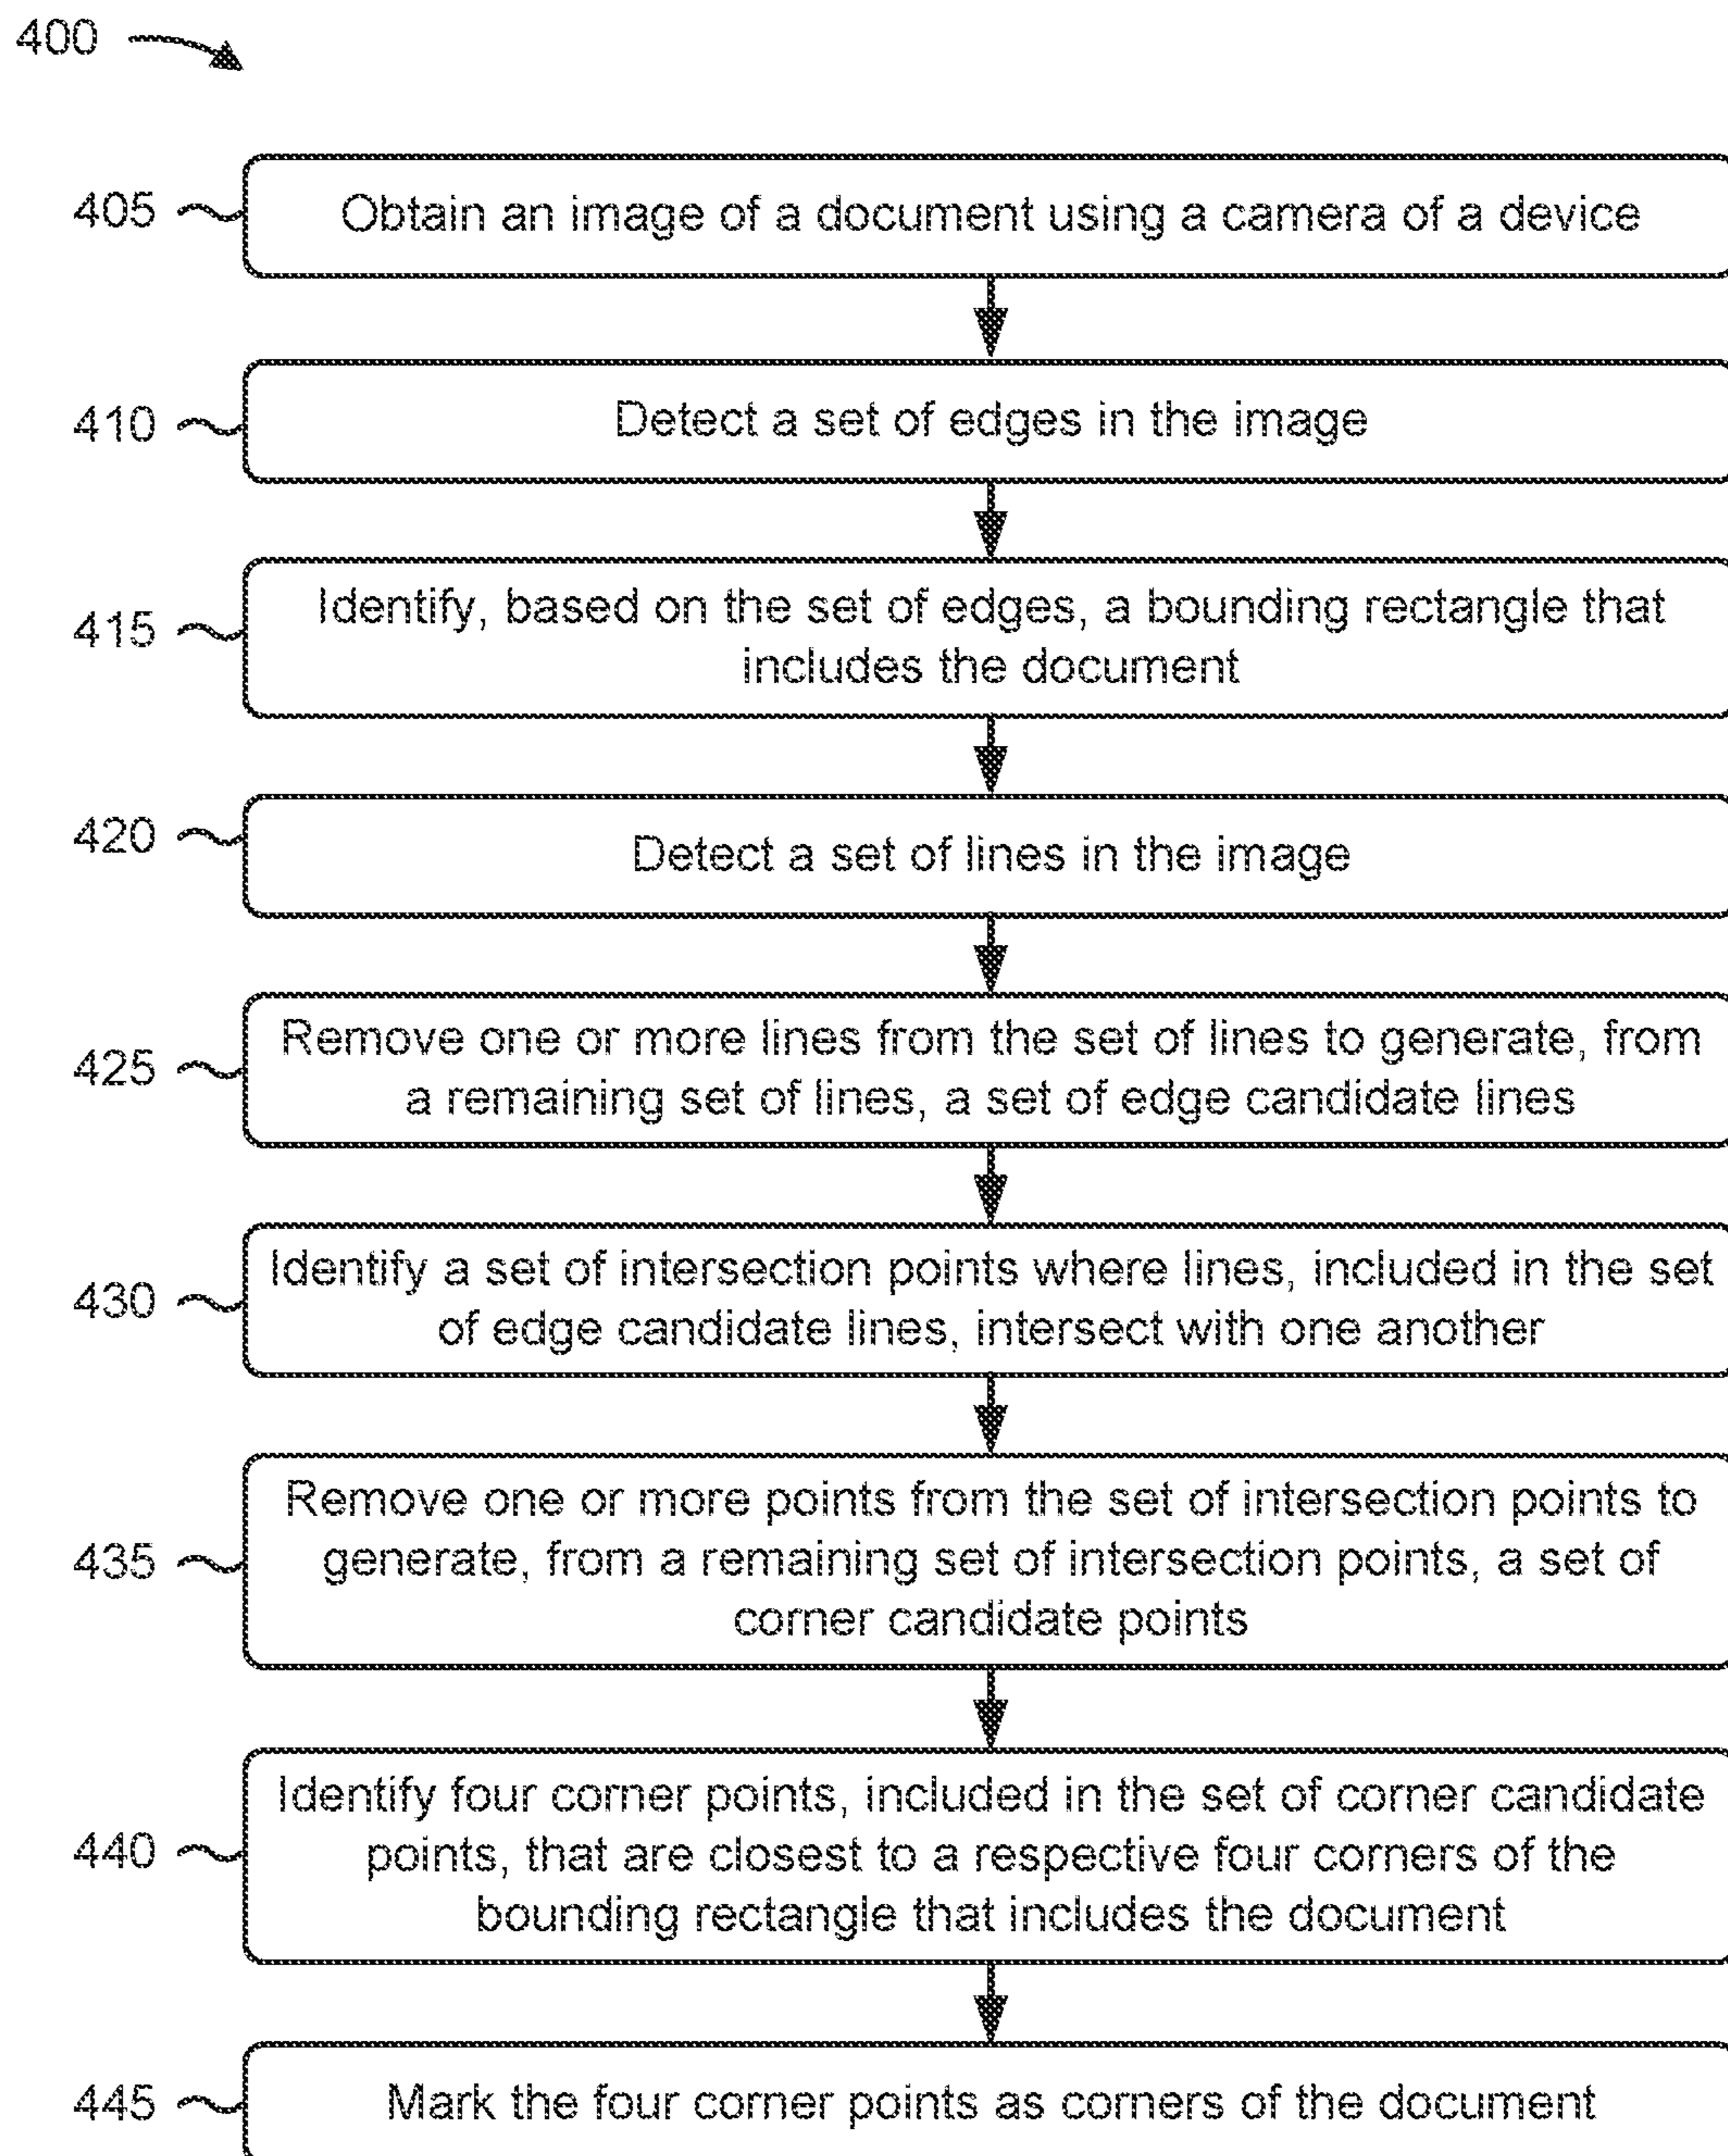 400
405
Obtain an image of a document using a camera of a device
410
Detect a set of edges in the image
415
Identify, based on the set of edges, a bounding rectangle that
includes the document
420
Detect a set of lines in the image
425
Remove one or more lines from the set of lines to generate, from
a remaining set of lines, a set of edge candidate lines
430
Identify a set of intersection points where lines, included in the set
of edge candidate lines, intersect with one another
435
Remove one or more points from the set of intersection points to
generate, from a remaining set of intersection points, a set of
corner candidate points
440
Identify four corner points, included in the set of corner candidate
points, that are closest to a respective four corners of the
bounding rectangle that includes the document
445
Mark the four corner points as corners of the document